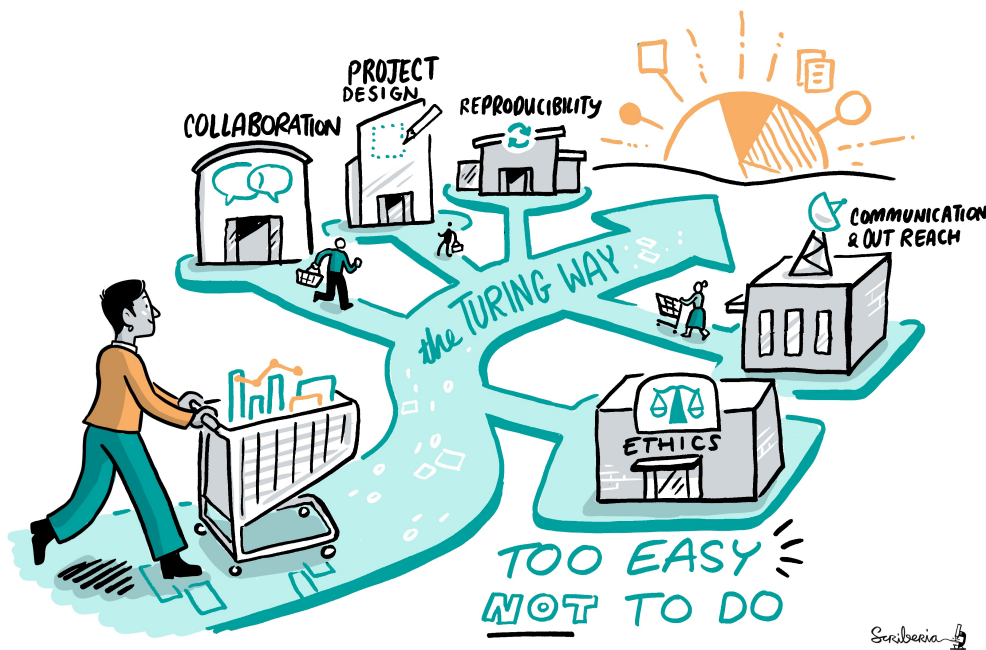 PROJECT
DESIGN
COLLABORATION
REPRODUCIBILITY
COMMUNICATION
& OUT REACH
the TURING WAY
ETHICS
TOO EASY
NOT TO DO
Scriberia